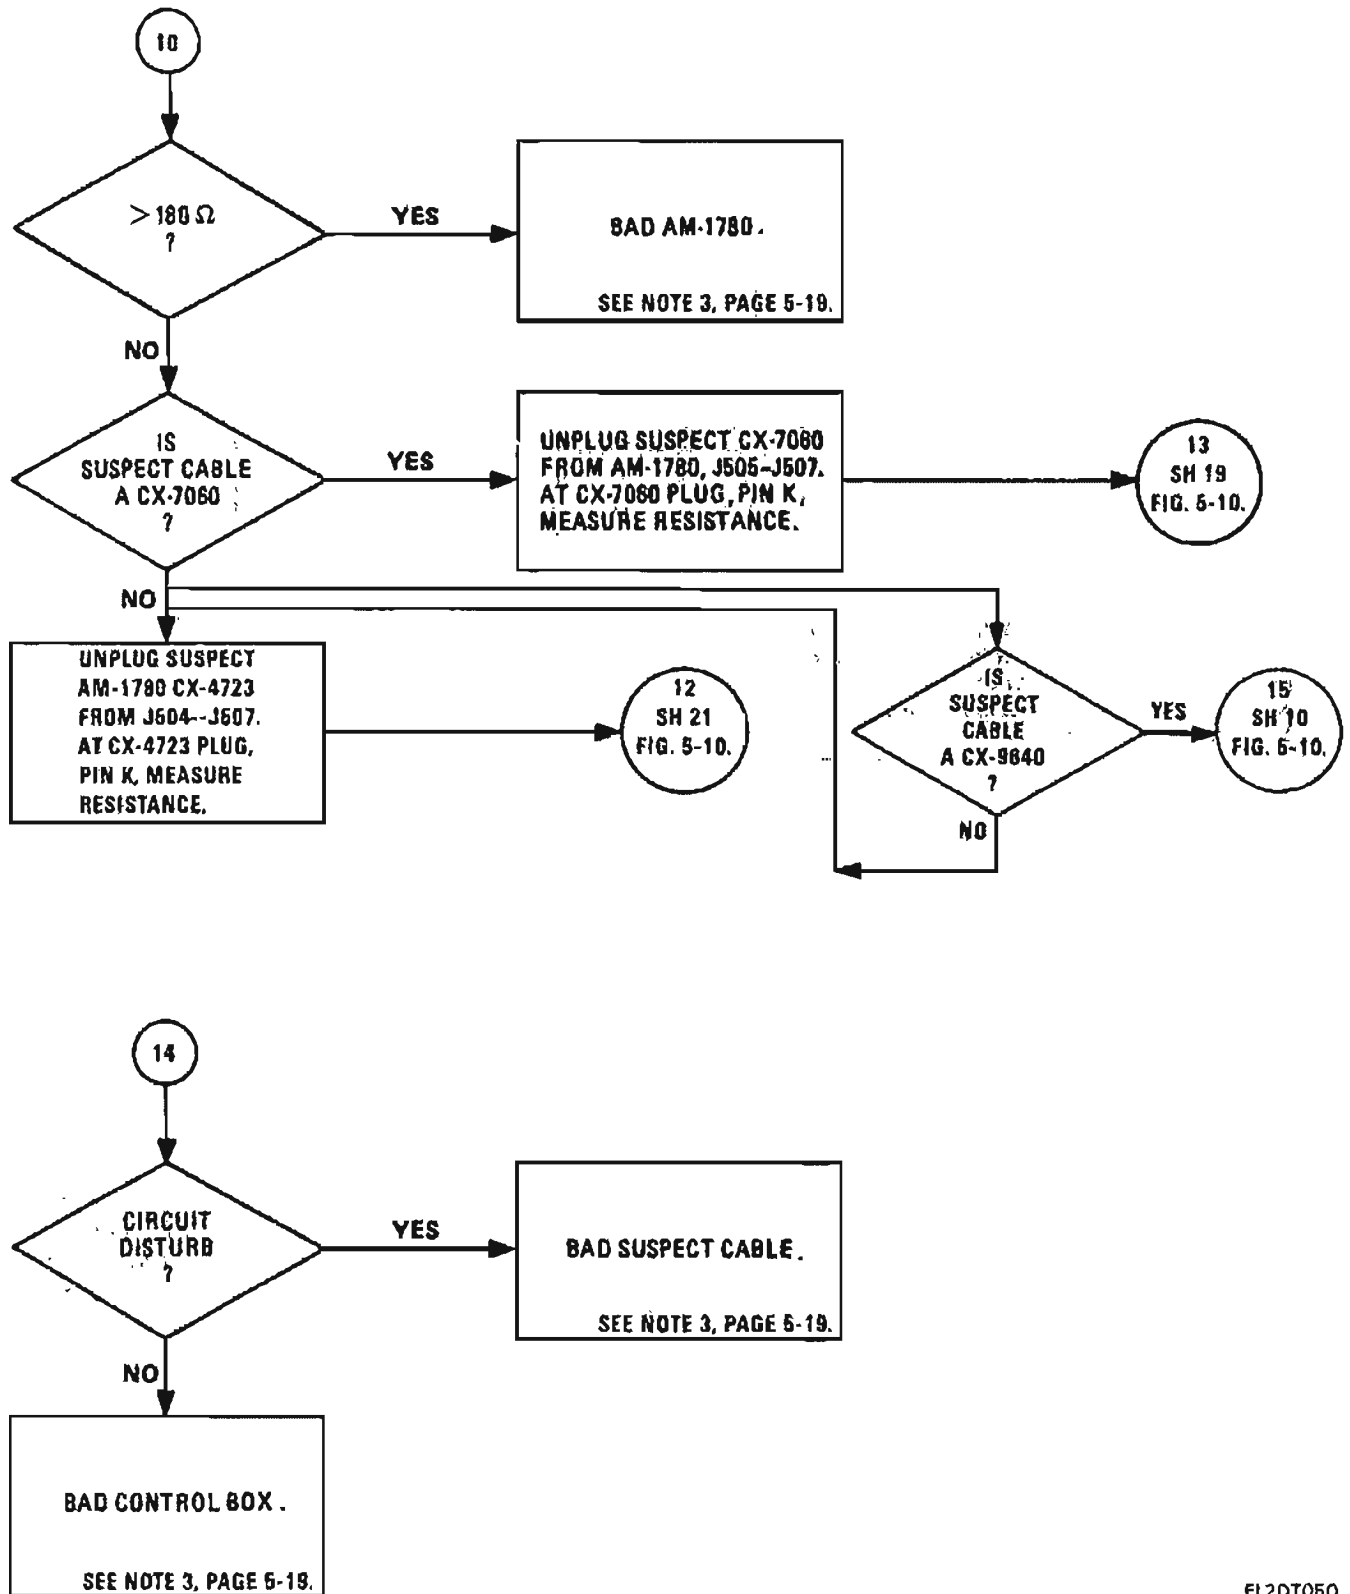 10
> 180 Ω
?
YES
BAD AM-1780.
SEE NOTE 3, PAGE 5-19.
NO
IS
SUSPECT CABLE
A CX-7060
?
YES
UNPLUG SUSPECT CX-7060
FROM AM-1780, J505-J507.
AT CX-7060 PLUG, PIN K,
MEASURE RESISTANCE.
13
SH 19
FIG. 5-10.
NO
UNPLUG SUSPECT
AM-1780 CX-4723
FROM J504--J507.
AT CX-4723 PLUG,
PIN K, MEASURE
RESISTANCE.
12
SH 21
FIG. 5-10.
IS
SUSPECT
CABLE
A CX-9840
?
YES
15
SH 10
FIG. 5-10.
NO
14
CIRCUIT
DISTURB
?
YES
BAD SUSPECT CABLE.
SEE NOTE 3, PAGE 5-19.
NO
BAD CONTROL BOX.
SEE NOTE 3, PAGE 5-19.
EL2DT050